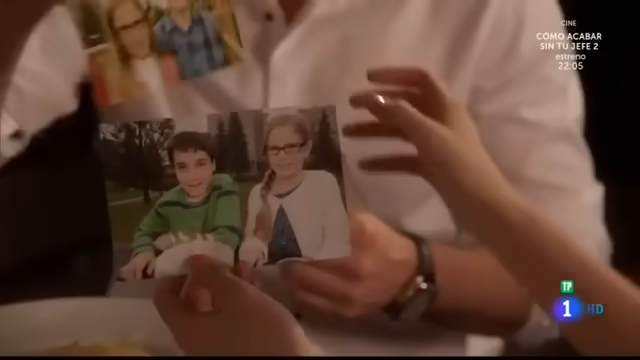 CINE
CÓMO ACABAR
SIN TU JEFE 2
estreno
22:05
TP
1 HD